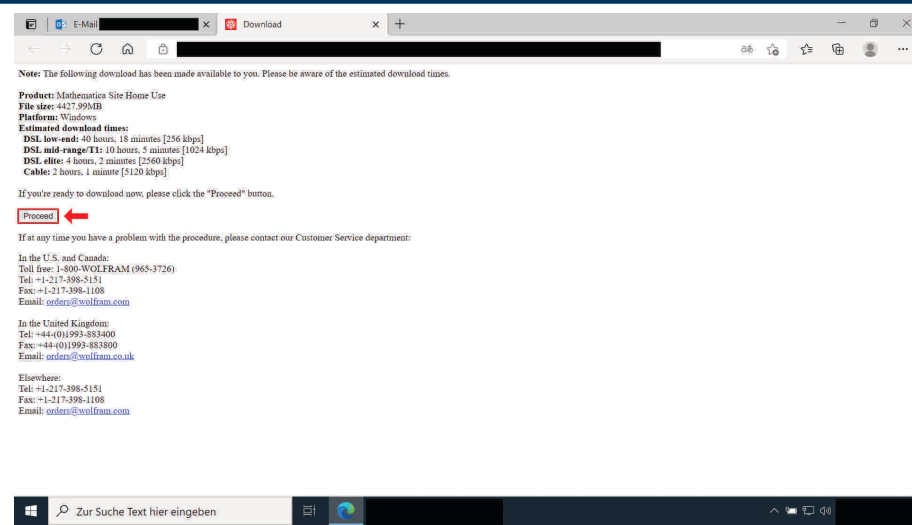 E-Mail
Download
Note: The following download has been made available to you. Please be aware of the estimated download times.
Product: Mathematica Site Home Use
File size: 4427.99MB
Platform: Windows
Estimated download times:
DSL low-end: 40 hours, 18 minutes [256 kbps]
DSL mid-range/T1: 10 hours, 5 minutes [1024 kbps]
DSL elite: 4 hours, 2 minutes [2560 kbps]
Cable: 2 hours, 1 minute [5120 kbps]
If you're ready to download now, please click the "Proceed" button.
Proceed
If at any time you have a problem with the procedure, please contact our Customer Service department:
In the U.S. and Canada:
Toll free: 1-800-WOLFRAM (965-3726)
Tel: +1-217-398-5151
Fax: +1-217-398-1108
Email: orders@wolfram.com
In the United Kingdom:
Tel: +44-(0)1993-883400
Fax: +44-(0)1993-883800
Email: orders@wolfram.co.uk
Elsewhere:
Tel: +1-217-398-5151
Fax: +1-217-398-1108
Email: orders@wolfram.com
Zur Suche Text hier eingeben